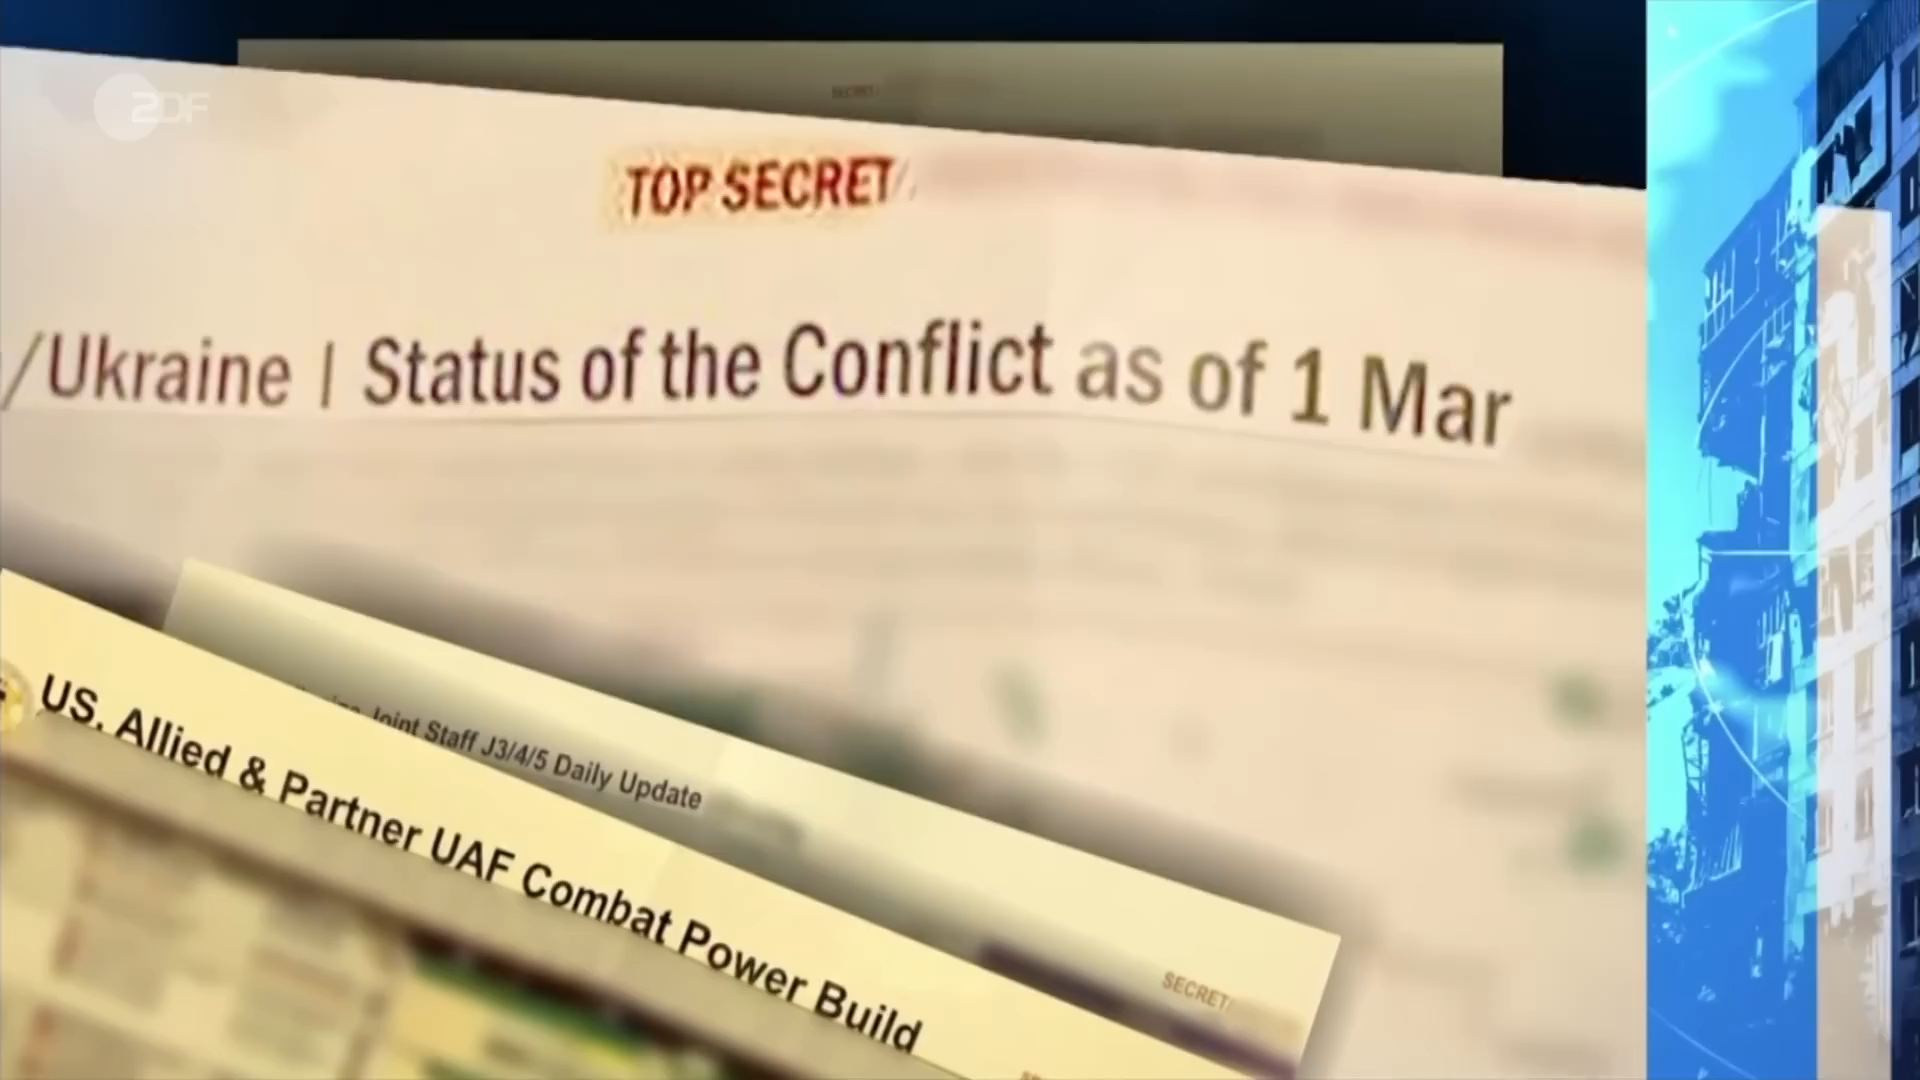 ZDF
SECRET/
TOP SECRET/
/Ukraine | Status of the Conflict as of 1 Mar
Joint Staff J3/4/5 Daily Update
US, Allied & Partner UAF Combat Power Build
SECRET/